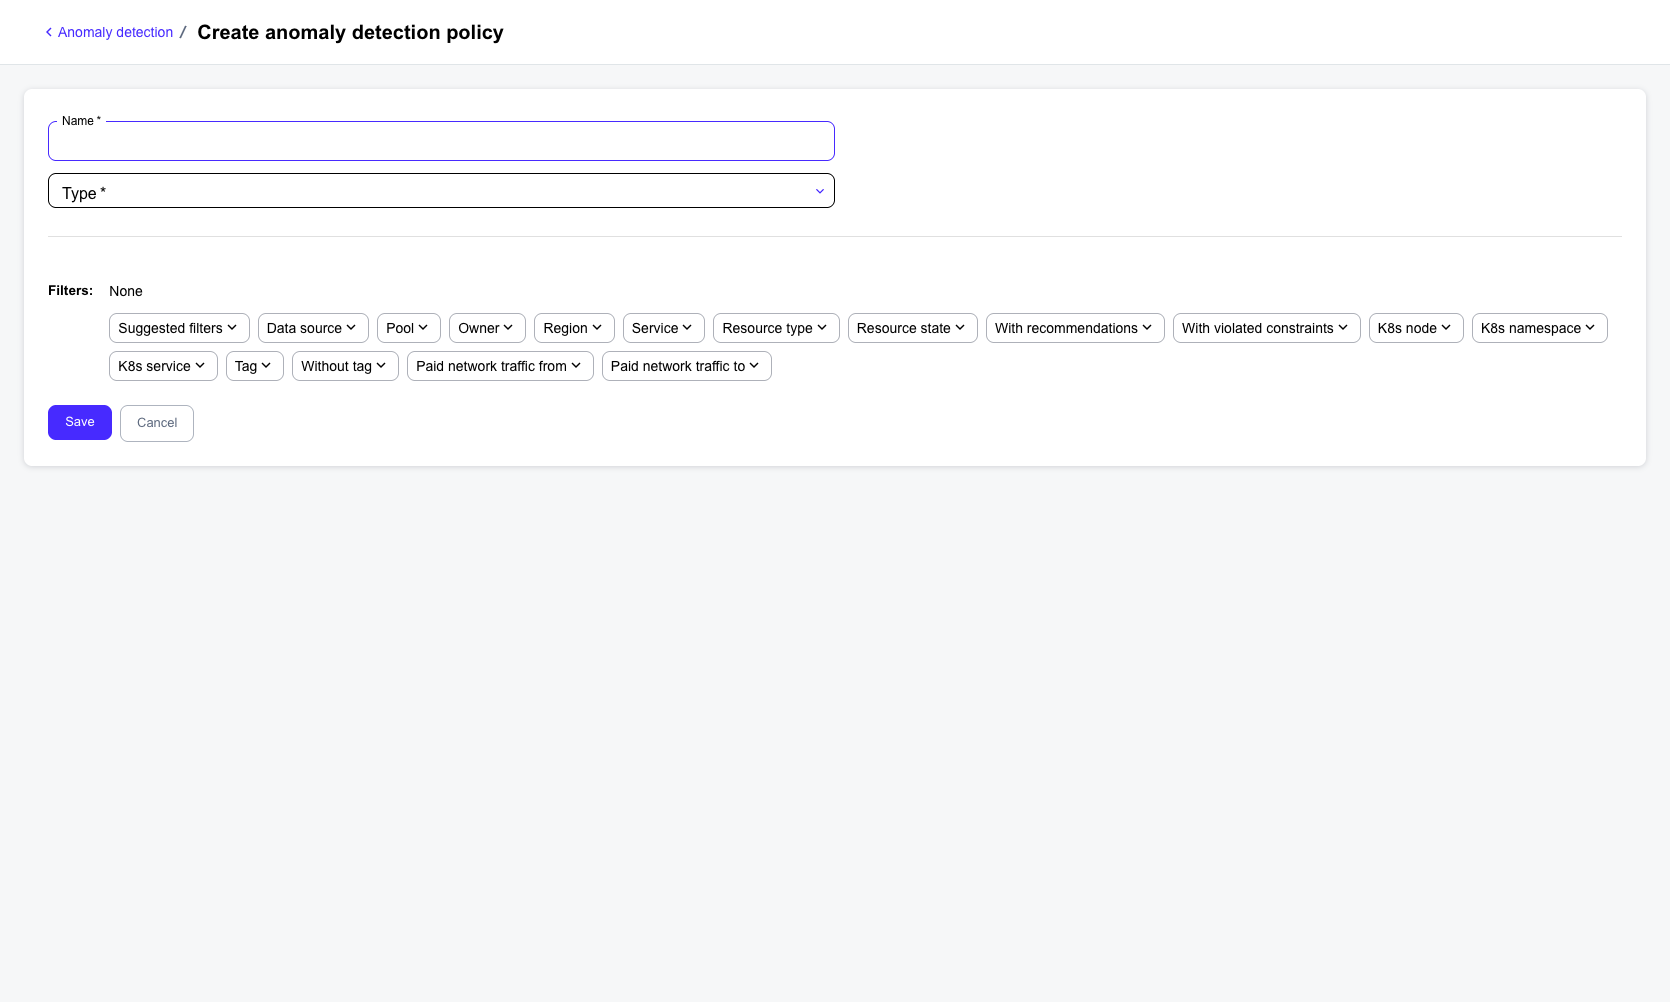 Anomaly detection / Create anomaly detection policy
Name *
Type *
Filters: None
Suggested filters Data source Pool Owner Region Service Resource type Resource state With recommendations With violated constraints K8s node K8s namespace
K8s service Tag Without tag Paid network traffic from Paid network traffic to
Save Cancel